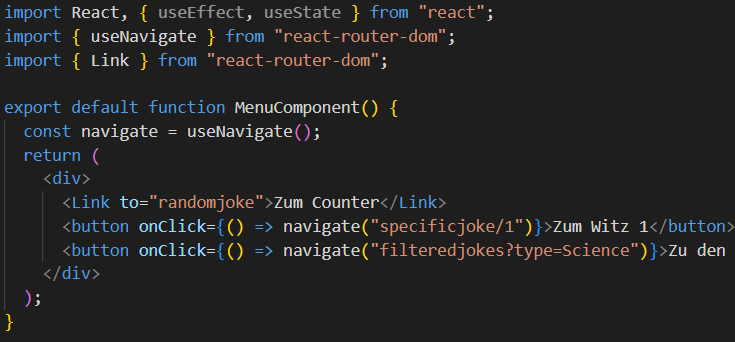 import React, { useEffect, useState } from "react";
import { useNavigate } from "react-router-dom";
import { Link } from "react-router-dom";

export default function MenuComponent() {
  const navigate = useNavigate();
  return (
    <div>
      <Link to="randomjoke">Zum Counter</Link>
      <button onClick={() => navigate("specificjoke/1")}>Zum Witz 1</button>
      <button onClick={() => navigate("filteredjokes?type=Science")}>Zu den
    </div>
  );
}